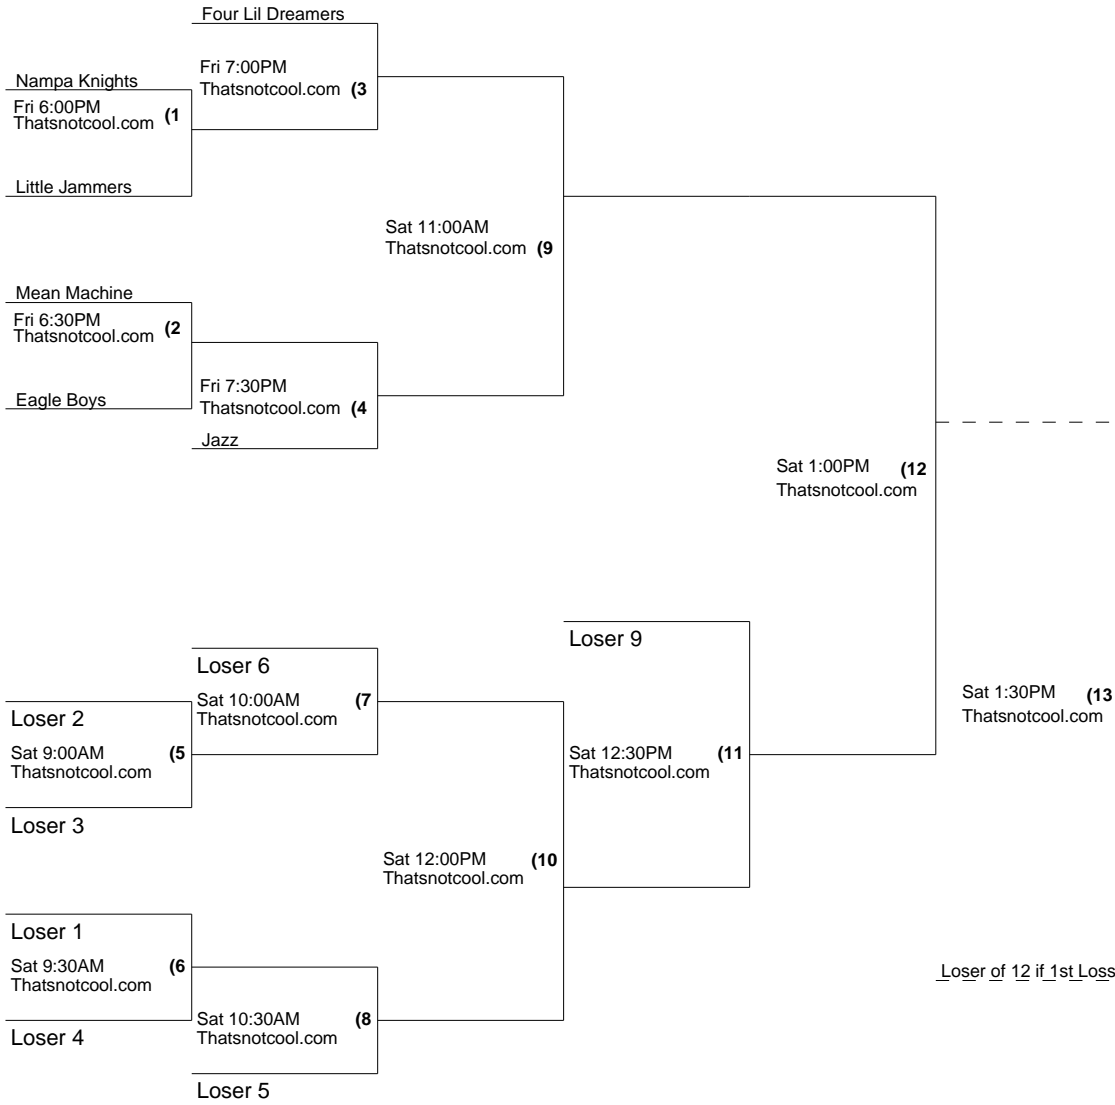 Four Lil Dreamers
Fri 7:00PM
Thatsnotcool.com (3
Nampa Knights
Fri 6:00PM
Thatsnotcool.com (1
Little Jammers
Sat 11:00AM
Thatsnotcool.com (9
Mean Machine
Fri 6:30PM
Thatsnotcool.com (2
Eagle Boys
Fri 7:30PM
Thatsnotcool.com (4
Jazz
Sat 1:00PM (12
Thatsnotcool.com
Loser 9
Loser 6
Sat 10:00AM (7
Thatsnotcool.com
Loser 2
Sat 9:00AM (5
Thatsnotcool.com
Loser 3
Sat 12:30PM (11
Thatsnotcool.com
Sat 1:30PM (13
Thatsnotcool.com
Sat 12:00PM (10
Thatsnotcool.com
Loser 1
Sat 9:30AM (6
Thatsnotcool.com
Loser 4
Loser of 12 if 1st Loss
Sat 10:30AM (8
Thatsnotcool.com
Loser 5